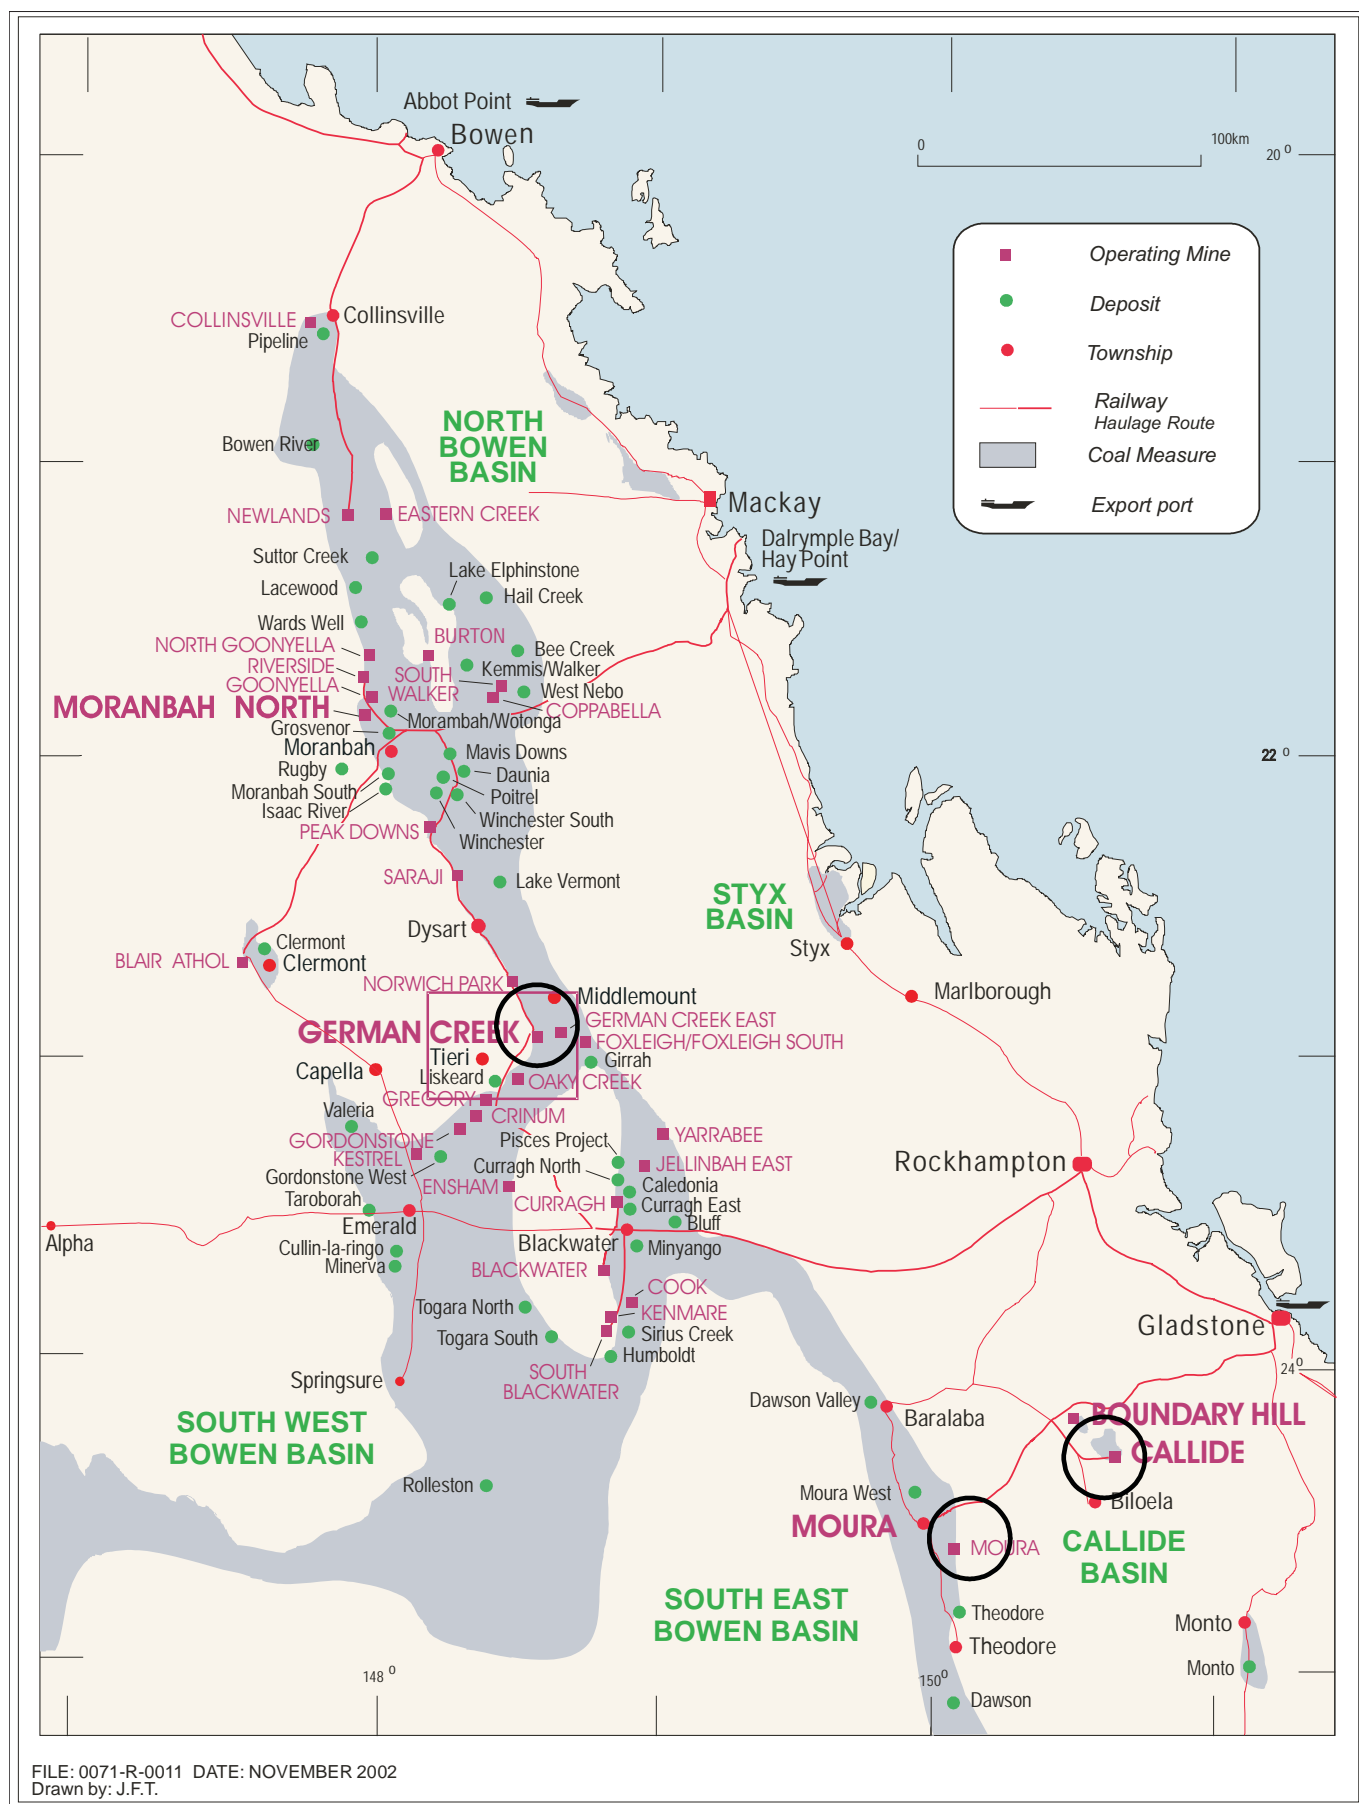 Abbot Point
Bowen
0
100km
20 º
Operating Mine
Deposit
Township
Railway
Haulage Route
Coal Measure
Export port
COLLINSVILLE
Collinsville
Pipeline
NORTH
BOWEN
BASIN
Bowen River
Mackay
NEWLANDS
EASTERN CREEK
Dalrymple Bay/
Hay Point
Suttor Creek
Lake Elphinstone
Lacewood
Hail Creek
Wards Well
NORTH GOONYELLA
BURTON
Bee Creek
RIVERSIDE
SOUTH
WALKER
Kemmis/Walker
GOONYELLA
West Nebo
MORANBAH NORTH
COPPABELLA
Morambah/Wotonga
Grosvenor
Moranbah
Mavis Downs
22 º
Rugby
Daunia
Moranbah South
Poitrel
Isaac River
Winchester South
PEAK DOWNS
Winchester
SARAJI
Lake Vermont
STYX
BASIN
Dysart
Styx
Clermont
BLAIR ATHOL
Clermont
NORWICH PARK
Middlemount
Marlborough
GERMAN CREEK
GERMAN CREEK EAST
FOXLEIGH/FOXLEIGH SOUTH
Tieri
Girrah
Capella
Liskeard
OAKY CREEK
GREGORY
Valeria
CRINUM
GORDONSTONE
Pisces Project
YARRABEE
KESTREL
Curragh North
JELLINBAH EAST
Rockhampton
Gordonstone West
ENSHAM
Caledonia
Taroborah
CURRAGH
Curragh East
Emerald
Bluff
Alpha
Blackwater
Minyango
Cullin-la-ringo
Minerva
BLACKWATER
COOK
Togara North
KENMARE
Gladstone
Togara South
Sirius Creek
Humboldt
SOUTH
BLACKWATER
24 º
Springsure
Dawson Valley
Baralaba
BOUNDARY HILL
SOUTH WEST
BOWEN BASIN
CALLIDE
Rolleston
Moura West
Biloela
MOURA
MOURA
CALLIDE
BASIN
SOUTH EAST
BOWEN BASIN
Theodore
Theodore
Monto
Monto
148 º
150º
Dawson
FILE: 0071-R-0011 DATE: NOVEMBER 2002
Drawn by: J.F.T.